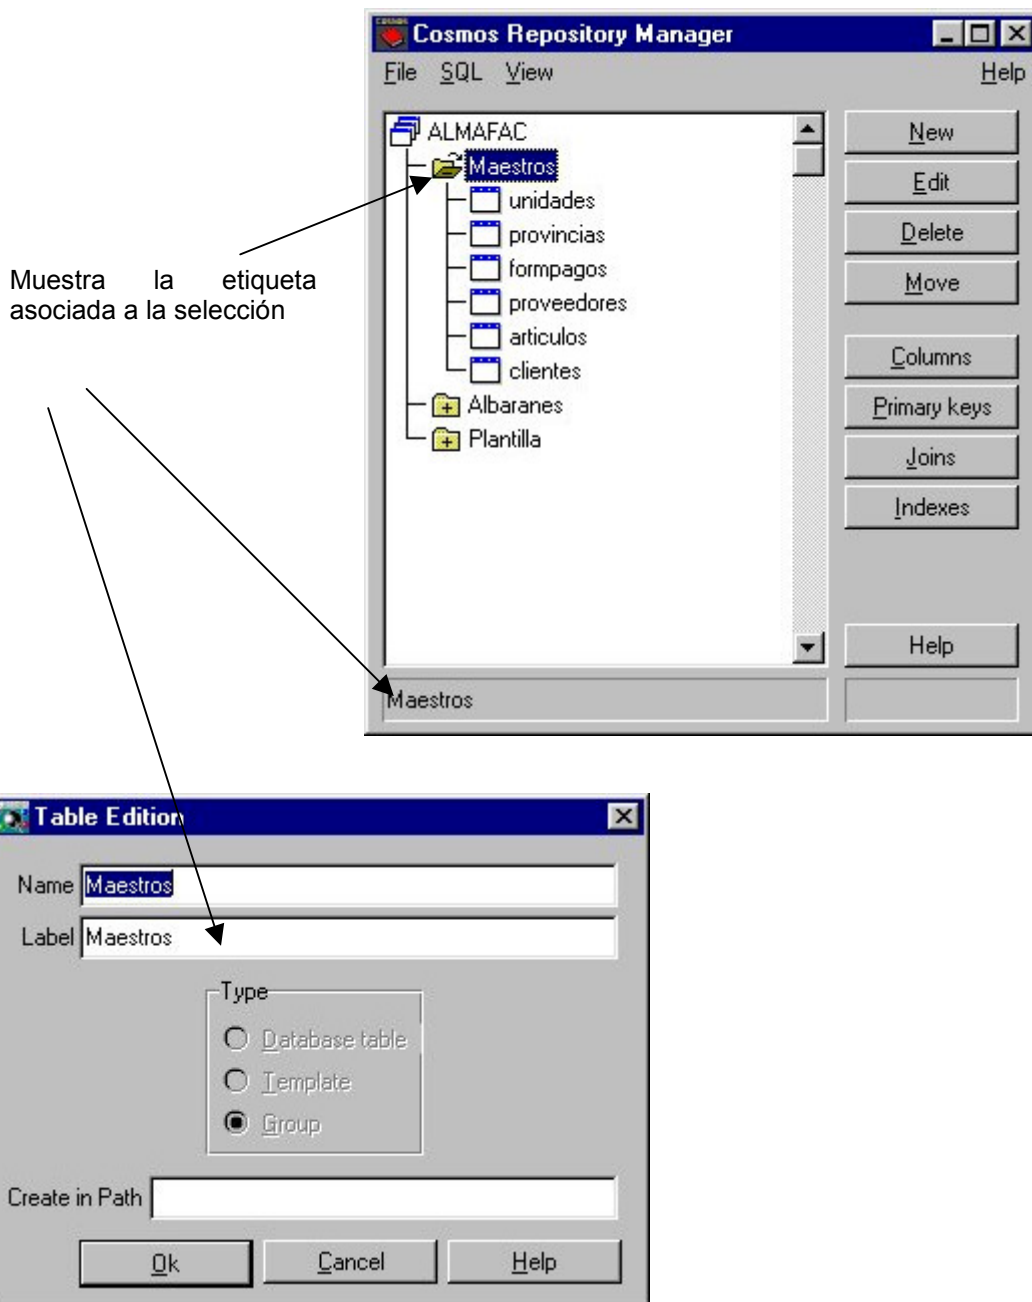 Cosmos Repository Manager
File SQL View Help
ALMAFAC
Maestros
unidades
provincias
formpagos
proveedores
articulos
clientes
Albaranes
Plantilla
New
Edit
Delete
Move
Columns
Primary keys
Joins
Indexes
Help
Maestros
Muestra la etiqueta
asociada a la selección
Table Edition
Name Maestros
Label Maestros
Type
Database table
Template
Group
Create in Path
Ok Cancel Help